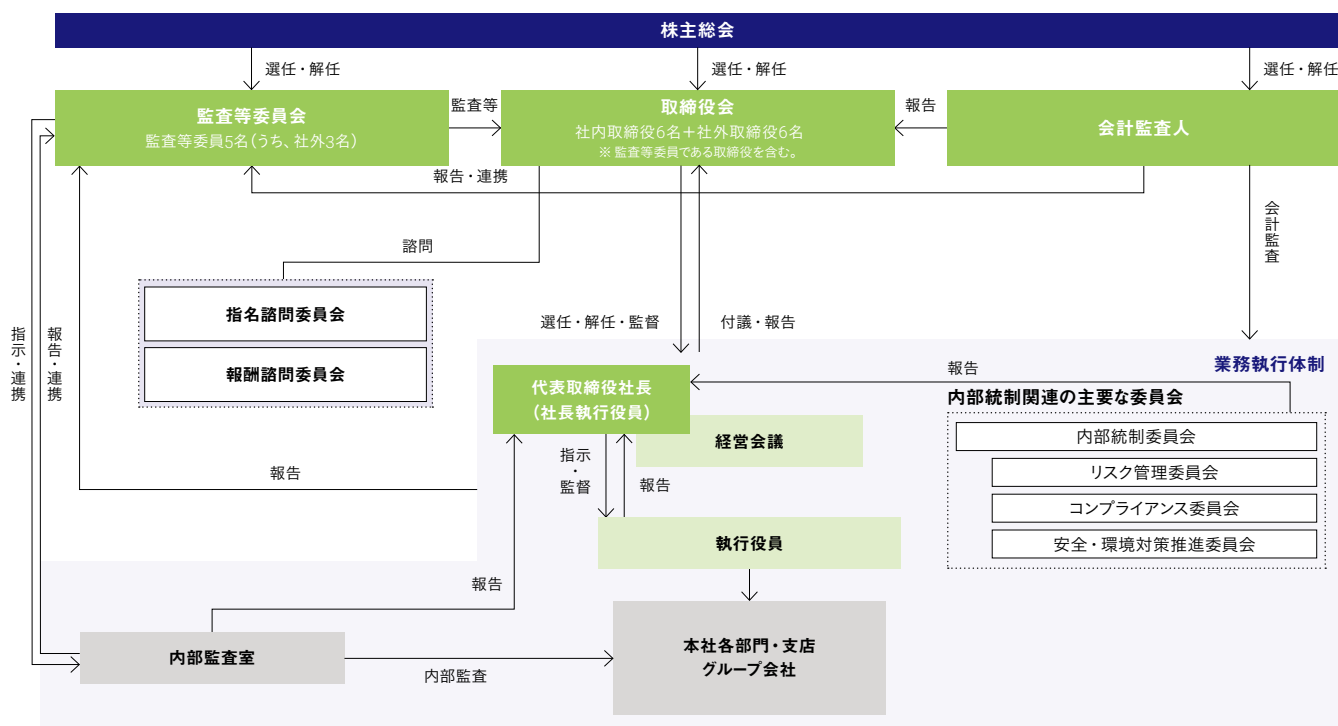 株主総会
選任・解任
選任・解任
選任・解任
監査等委員会
監査等委員5名(うち、社外3名)
監査等
取締役会
社内取締役6名＋社外取締役6名
※ 監査等委員である取締役を含む。
報告
会計監査人
報告・連携
会計監査
諮問
指名諮問委員会
報酬諮問委員会
指示・連携
報告・連携
選任・解任・監督
付議・報告
業務執行体制
代表取締役社長
(社長執行役員)
報告
内部統制関連の主要な委員会
内部統制委員会
リスク管理委員会
コンプライアンス委員会
安全・環境対策推進委員会
経営会議
指示
・
監督
報告
報告
執行役員
報告
内部監査室
内部監査
本社各部門・支店
グループ会社